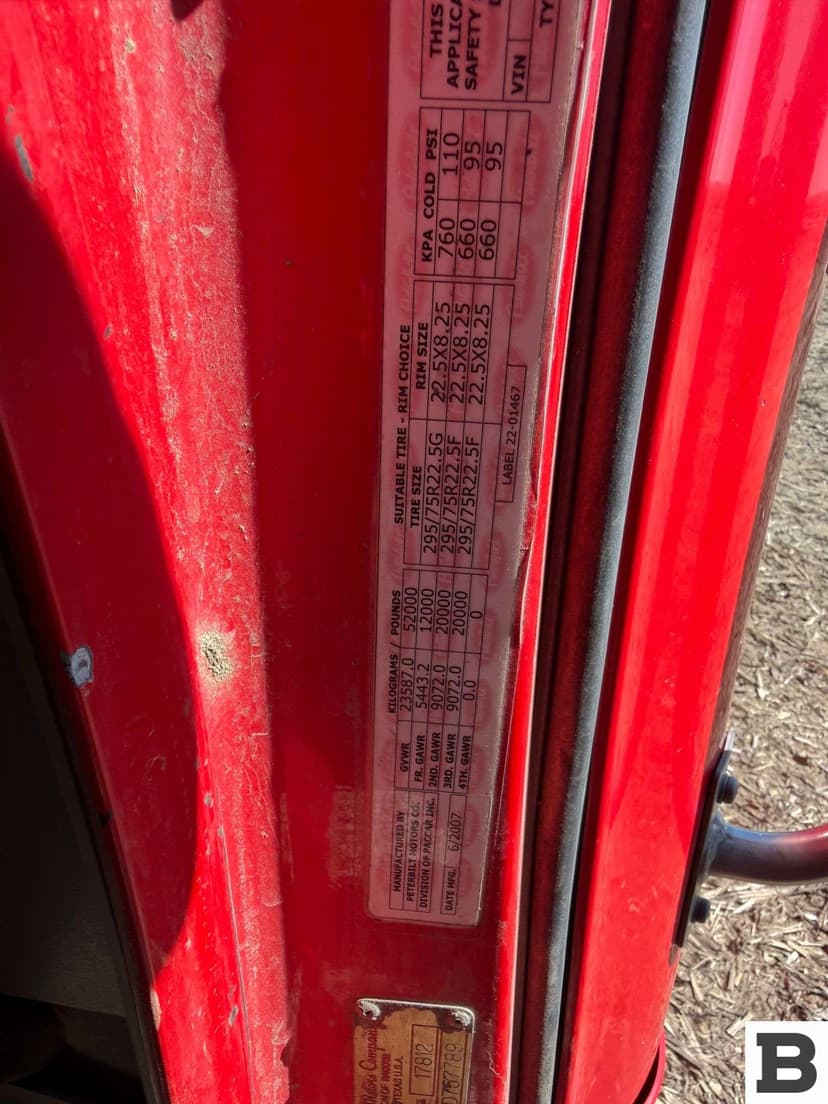 MANUFACTURED BY
PETERBILT MOTORS CO.
DIVISION OF PACCAR INC.
DATE MFG. 6/2007
KILOGRAMS / POUNDS
GVWR 23587.0 52000
FR. GAWR 5443.2 12000
2ND. GAWR 9072.0 20000
3RD. GAWR 9072.0 20000
4TH. GAWR 0.0 0
SUITABLE TIRE - RIM CHOICE
TIRE SIZE RIM SIZE KPA COLD PSI
295/75R22.5G 22.5X8.25 760 110
295/75R22.5F 22.5X8.25 660 95
295/75R22.5F 22.5X8.25 660 95
LABEL 22-01467
THIS
APPLICA
SAFETY
VIN
TY
Motors Company
TEXAS U.S.A.
17812
D757789
B